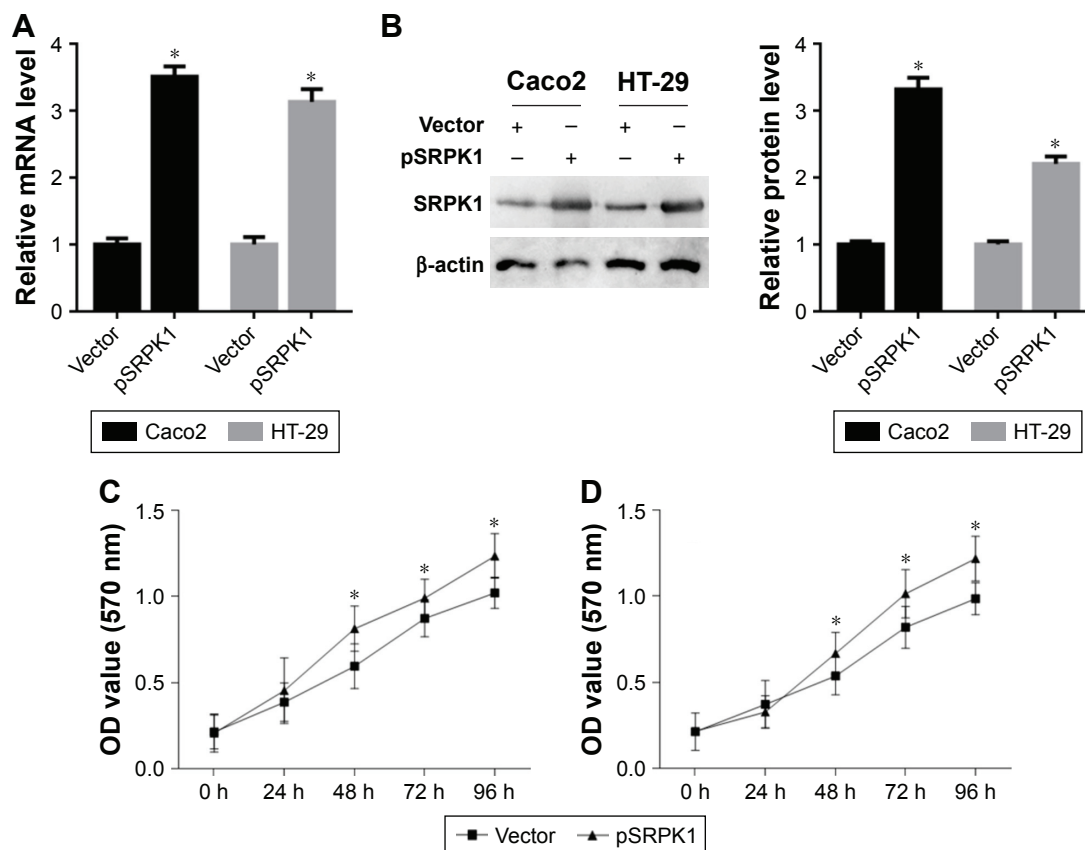 A
Relative mRNA level
4
3
2
1
0
*
*
Vector
pSRPK1
Vector
pSRPK1
Caco2 HT-29
B
Caco2 HT-29
Vector + – + –
pSRPK1 – + – +
SRPK1
β-actin
Relative protein level
4
3
2
1
0
*
*
Vector
pSRPK1
Vector
pSRPK1
Caco2 HT-29
C
OD value (570 nm)
1.5
1.0
0.5
0.0
* * *
0 h 24 h 48 h 72 h 96 h
D
OD value (570 nm)
1.5
1.0
0.5
0.0
* * *
0 h 24 h 48 h 72 h 96 h
Vector pSRPK1